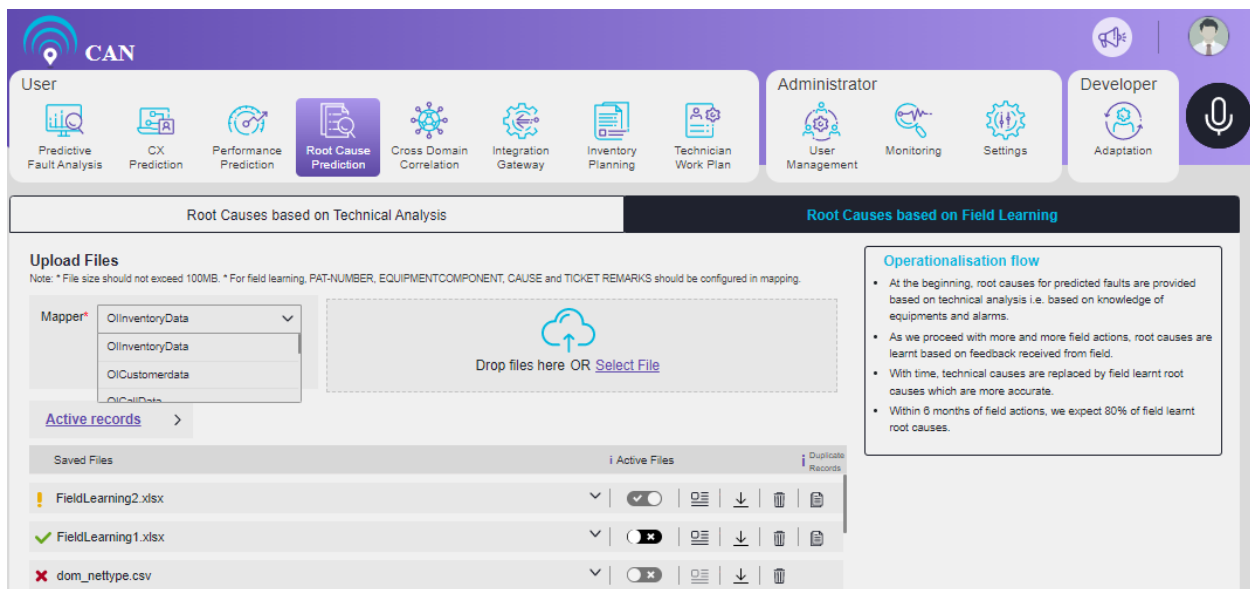 CAN
User
Administrator
Developer
Predictive
Fault Analysis
CX
Prediction
Performance
Prediction
Root Cause
Prediction
Cross Domain
Correlation
Integration
Gateway
Inventory
Planning
Technician
Work Plan
User
Management
Monitoring
Settings
Adaptation
Root Causes based on Technical Analysis
Root Causes based on Field Learning
Upload Files
Note: * File size should not exceed 100MB. * For field learning, PAT-NUMBER, EQUIPMENTCOMPONENT, CAUSE and TICKET REMARKS should be configured in mapping.
Mapper*
OIInventoryData
OIInventoryData
OICustomerdata
OICallData
Drop files here OR Select File
Active records >
Saved Files
i Active Files
i Duplicate
Records
FieldLearning2.xlsx
FieldLearning1.xlsx
dom_nettype.csv
Operationalisation flow
▪ At the beginning, root causes for predicted faults are provided
based on technical analysis i.e. based on knowledge of
equipments and alarms.
▪ As we proceed with more and more field actions, root causes are
learnt based on feedback received from field.
▪ With time, technical causes are replaced by field learnt root
causes which are more accurate.
▪ Within 6 months of field actions, we expect 80% of field learnt
root causes.